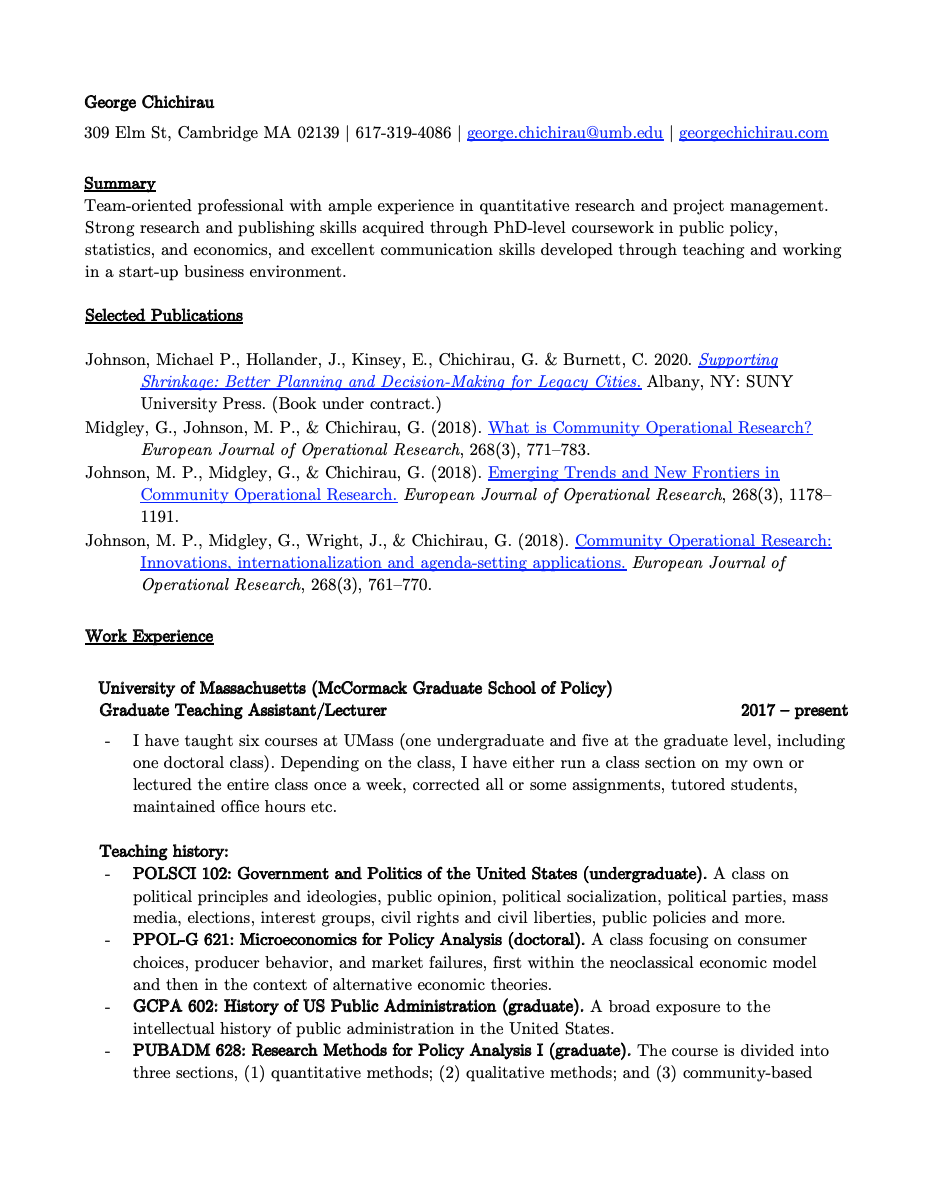 George Chichirau
309 Elm St, Cambridge MA 02139 | 617-319-4086 | george.chichirau@umb.edu | georgechichirau.com
Summary
Team-oriented professional with ample experience in quantitative research and project management.
Strong research and publishing skills acquired through PhD-level coursework in public policy,
statistics, and economics, and excellent communication skills developed through teaching and working
in a start-up business environment.
Selected Publications
Johnson, Michael P., Hollander, J., Kinsey, E., Chichirau, G. & Burnett, C. 2020. Supporting
Shrinkage: Better Planning and Decision-Making for Legacy Cities. Albany, NY: SUNY
University Press. (Book under contract.)
Midgley, G., Johnson, M. P., & Chichirau, G. (2018). What is Community Operational Research?
European Journal of Operational Research, 268(3), 771–783.
Johnson, M. P., Midgley, G., & Chichirau, G. (2018). Emerging Trends and New Frontiers in
Community Operational Research. European Journal of Operational Research, 268(3), 1178–
1191.
Johnson, M. P., Midgley, G., Wright, J., & Chichirau, G. (2018). Community Operational Research:
Innovations, internationalization and agenda-setting applications. European Journal of
Operational Research, 268(3), 761–770.
Work Experience
University of Massachusetts (McCormack Graduate School of Policy)
Graduate Teaching Assistant/Lecturer 2017 – present
- I have taught six courses at UMass (one undergraduate and five at the graduate level, including
one doctoral class). Depending on the class, I have either run a class section on my own or
lectured the entire class once a week, corrected all or some assignments, tutored students,
maintained office hours etc.
Teaching history:
- POLSCI 102: Government and Politics of the United States (undergraduate). A class on
political principles and ideologies, public opinion, political socialization, political parties, mass
media, elections, interest groups, civil rights and civil liberties, public policies and more.
- PPOL-G 621: Microeconomics for Policy Analysis (doctoral). A class focusing on consumer
choices, producer behavior, and market failures, first within the neoclassical economic model
and then in the context of alternative economic theories.
- GCPA 602: History of US Public Administration (graduate). A broad exposure to the
intellectual history of public administration in the United States.
- PUBADM 628: Research Methods for Policy Analysis I (graduate). The course is divided into
three sections, (1) quantitative methods; (2) qualitative methods; and (3) community-based